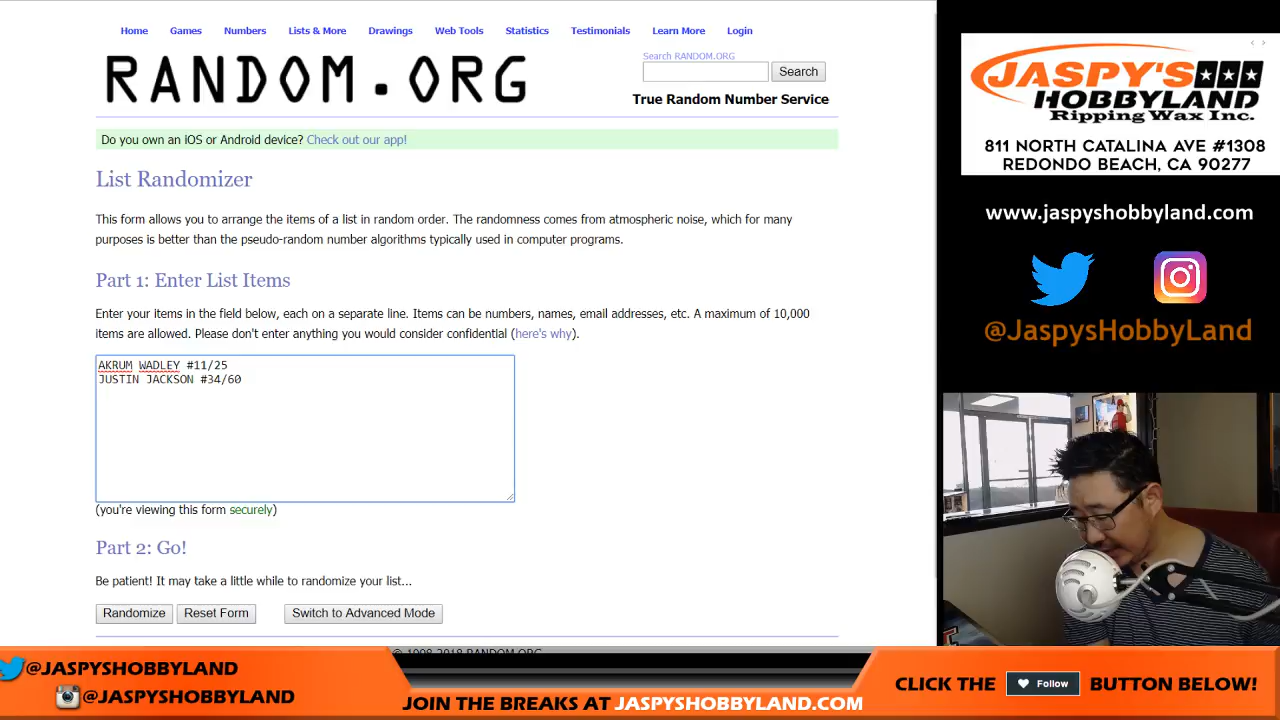 Home Games Numbers Lists & More Drawings Web Tools Statistics Testimonials Learn More Login
RANDOM.ORG
Search RANDOM.ORG
Search
True Random Number Service
Do you own an iOS or Android device? Check out our app!
List Randomizer
This form allows you to arrange the items of a list in random order. The randomness comes from atmospheric noise, which for many
purposes is better than the pseudo-random number algorithms typically used in computer programs.
Part 1: Enter List Items
Enter your items in the field below, each on a separate line. Items can be numbers, names, email addresses, etc. A maximum of 10,000
items are allowed. Please don't enter anything you would consider confidential (here's why).
AKRUM WADLEY #11/25
JUSTIN JACKSON #34/60
(you're viewing this form securely)
Part 2: Go!
Be patient! It may take a little while to randomize your list...
Randomize Reset Form Switch to Advanced Mode
© 1998-2018 RANDOM.ORG
JASPY'S
HOBBYLAND
Ripping Wax Inc.
811 NORTH CATALINA AVE #1308
REDONDO BEACH, CA 90277
www.jaspyshobbyland.com
@JaspysHobbyLand
@JASPYSHOBBYLAND
@JASPYSHOBBYLAND
JOIN THE BREAKS AT JASPYSHOBBYLAND.COM
CLICK THE Follow BUTTON BELOW!